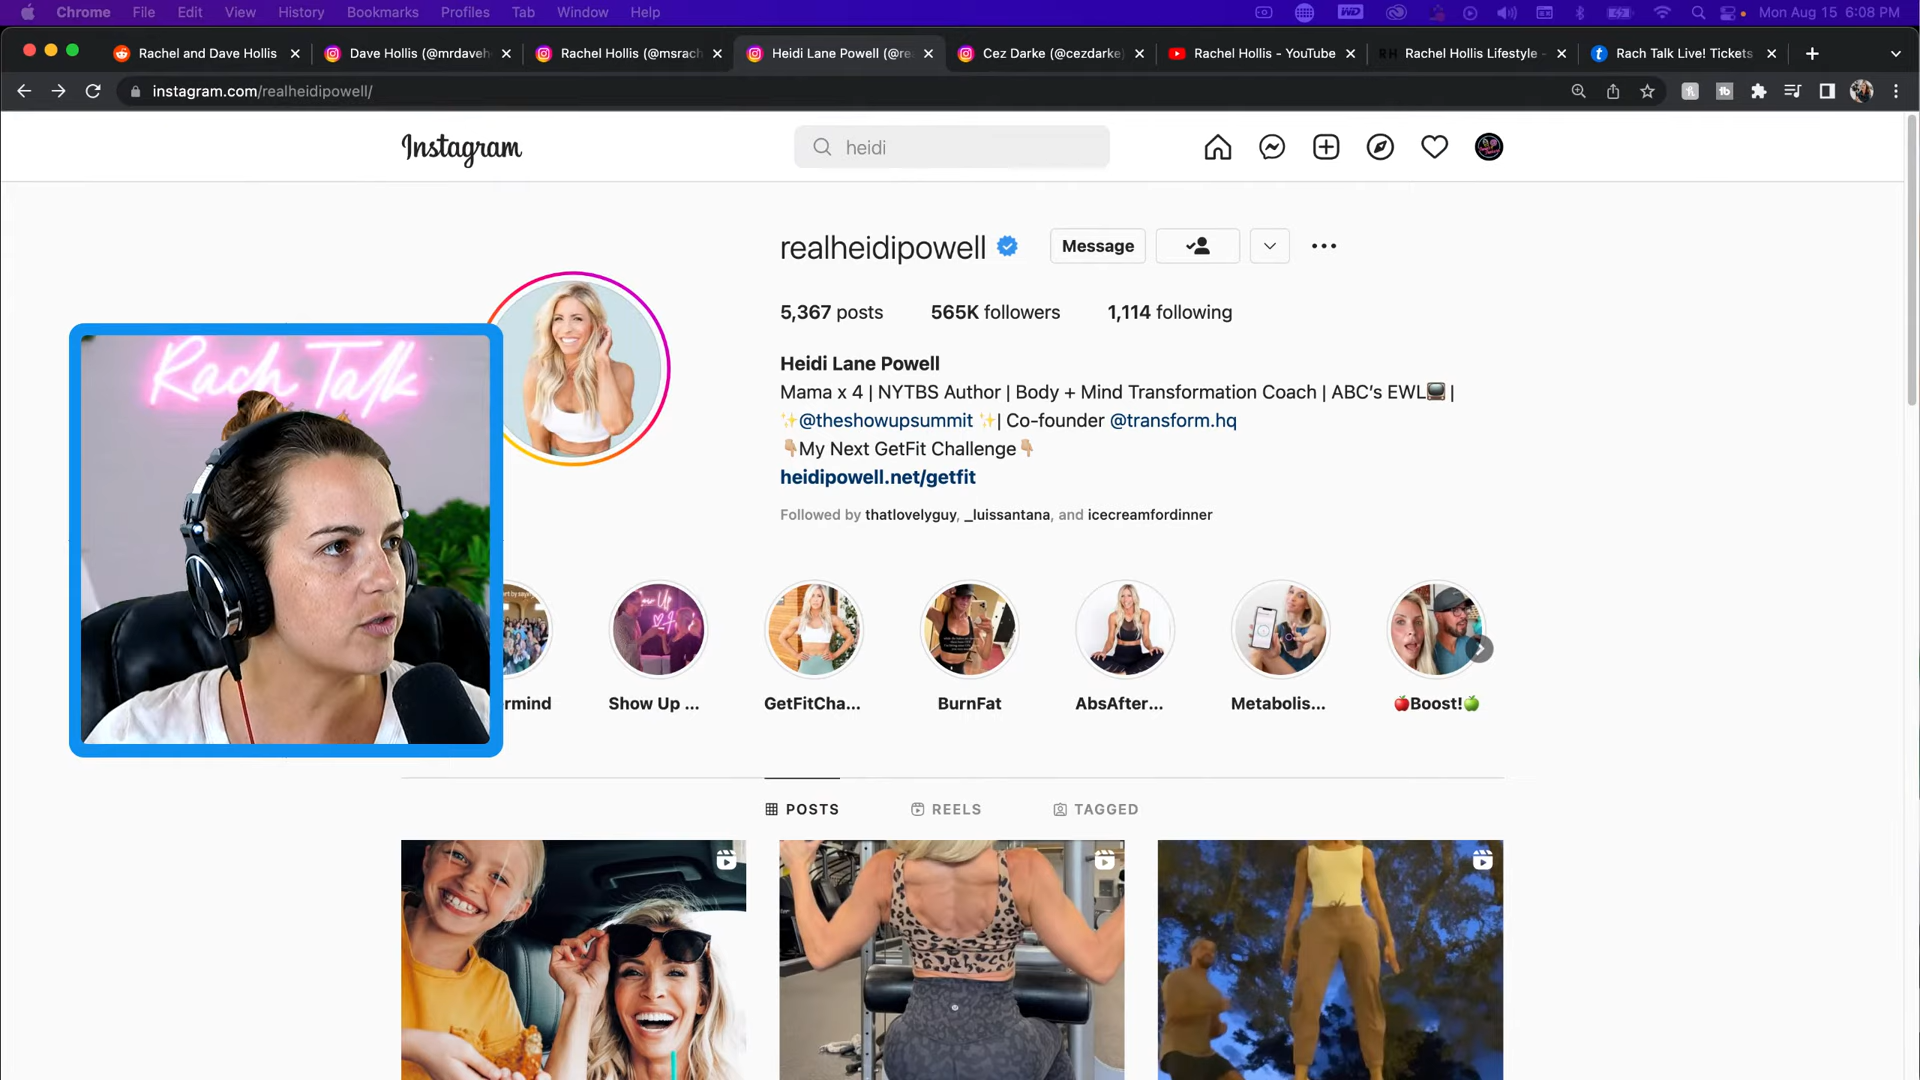 Chrome File Edit View History Bookmarks Profiles Tab Window Help
Mon Aug 15 6:08 PM
Rachel and Dave Hollis
Dave Hollis (@mrdaveh
Rachel Hollis (@msrach
Heidi Lane Powell (@re
Cez Darke (@cezdarke)
Rachel Hollis - YouTube
RH Rachel Hollis Lifestyle -
Rach Talk Live! Tickets
instagram.com/realheidipowell/
Instagram
heidi
realheidipowell
Message
5,367 posts 565K followers 1,114 following
Heidi Lane Powell
Mama x 4 | NYTBS Author | Body + Mind Transformation Coach | ABC's EWL📺 |
✨@theshowupsummit ✨| Co-founder @transform.hq
👇🏼My Next GetFit Challenge👇🏼
heidipowell.net/getfit
Followed by thatlovelyguy, _luissantana, and icecreamfordinner
Rach Talk
rmind
Show Up ...
GetFitCha...
BurnFat
AbsAfter...
Metabolis...
🍎Boost!🍏
POSTS
REELS
TAGGED